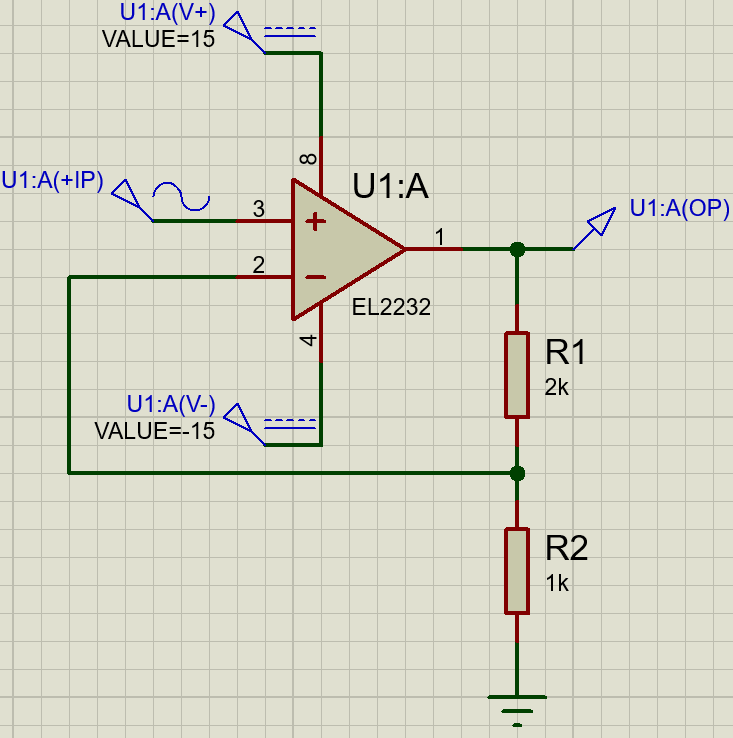 U1:A(V+)
VALUE=15
8
U1:A
U1:A(+IP)
3
+
1
U1:A(OP)
2
−
EL2232
4
R1
2k
U1:A(V-)
VALUE=-15
R2
1k